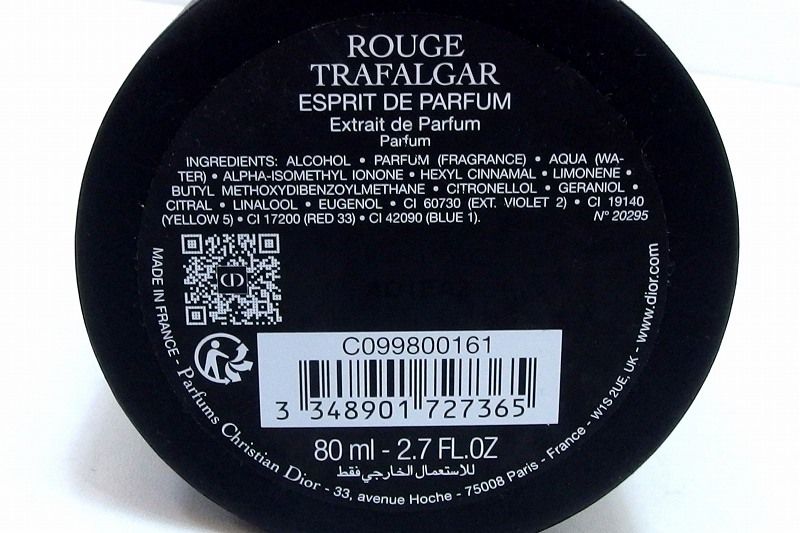 ROUGE
TRAFALGAR
ESPRIT DE PARFUM
Extrait de Parfum
Parfum
INGREDIENTS: ALCOHOL • PARFUM (FRAGRANCE) • AQUA (WA-
TER) • ALPHA-ISOMETHYL IONONE • HEXYL CINNAMAL • LIMONENE •
BUTYL METHOXYDIBENZOYLMETHANE • CITRONELLOL • GERANIOL •
CITRAL • LINALOOL • EUGENOL • CI 60730 (EXT. VIOLET 2) • CI 19140
(YELLOW 5) • CI 17200 (RED 33) • CI 42090 (BLUE 1). N° 20295
CD
C099800161
3 348901 727365
80 ml - 2.7 FL.OZ
للاستعمال الخارجي فقط
MADE IN FRANCE - Parfums Christian Dior - 33, avenue Hoche - 75008 Paris - France - W1S 2UE, UK - www.dior.com